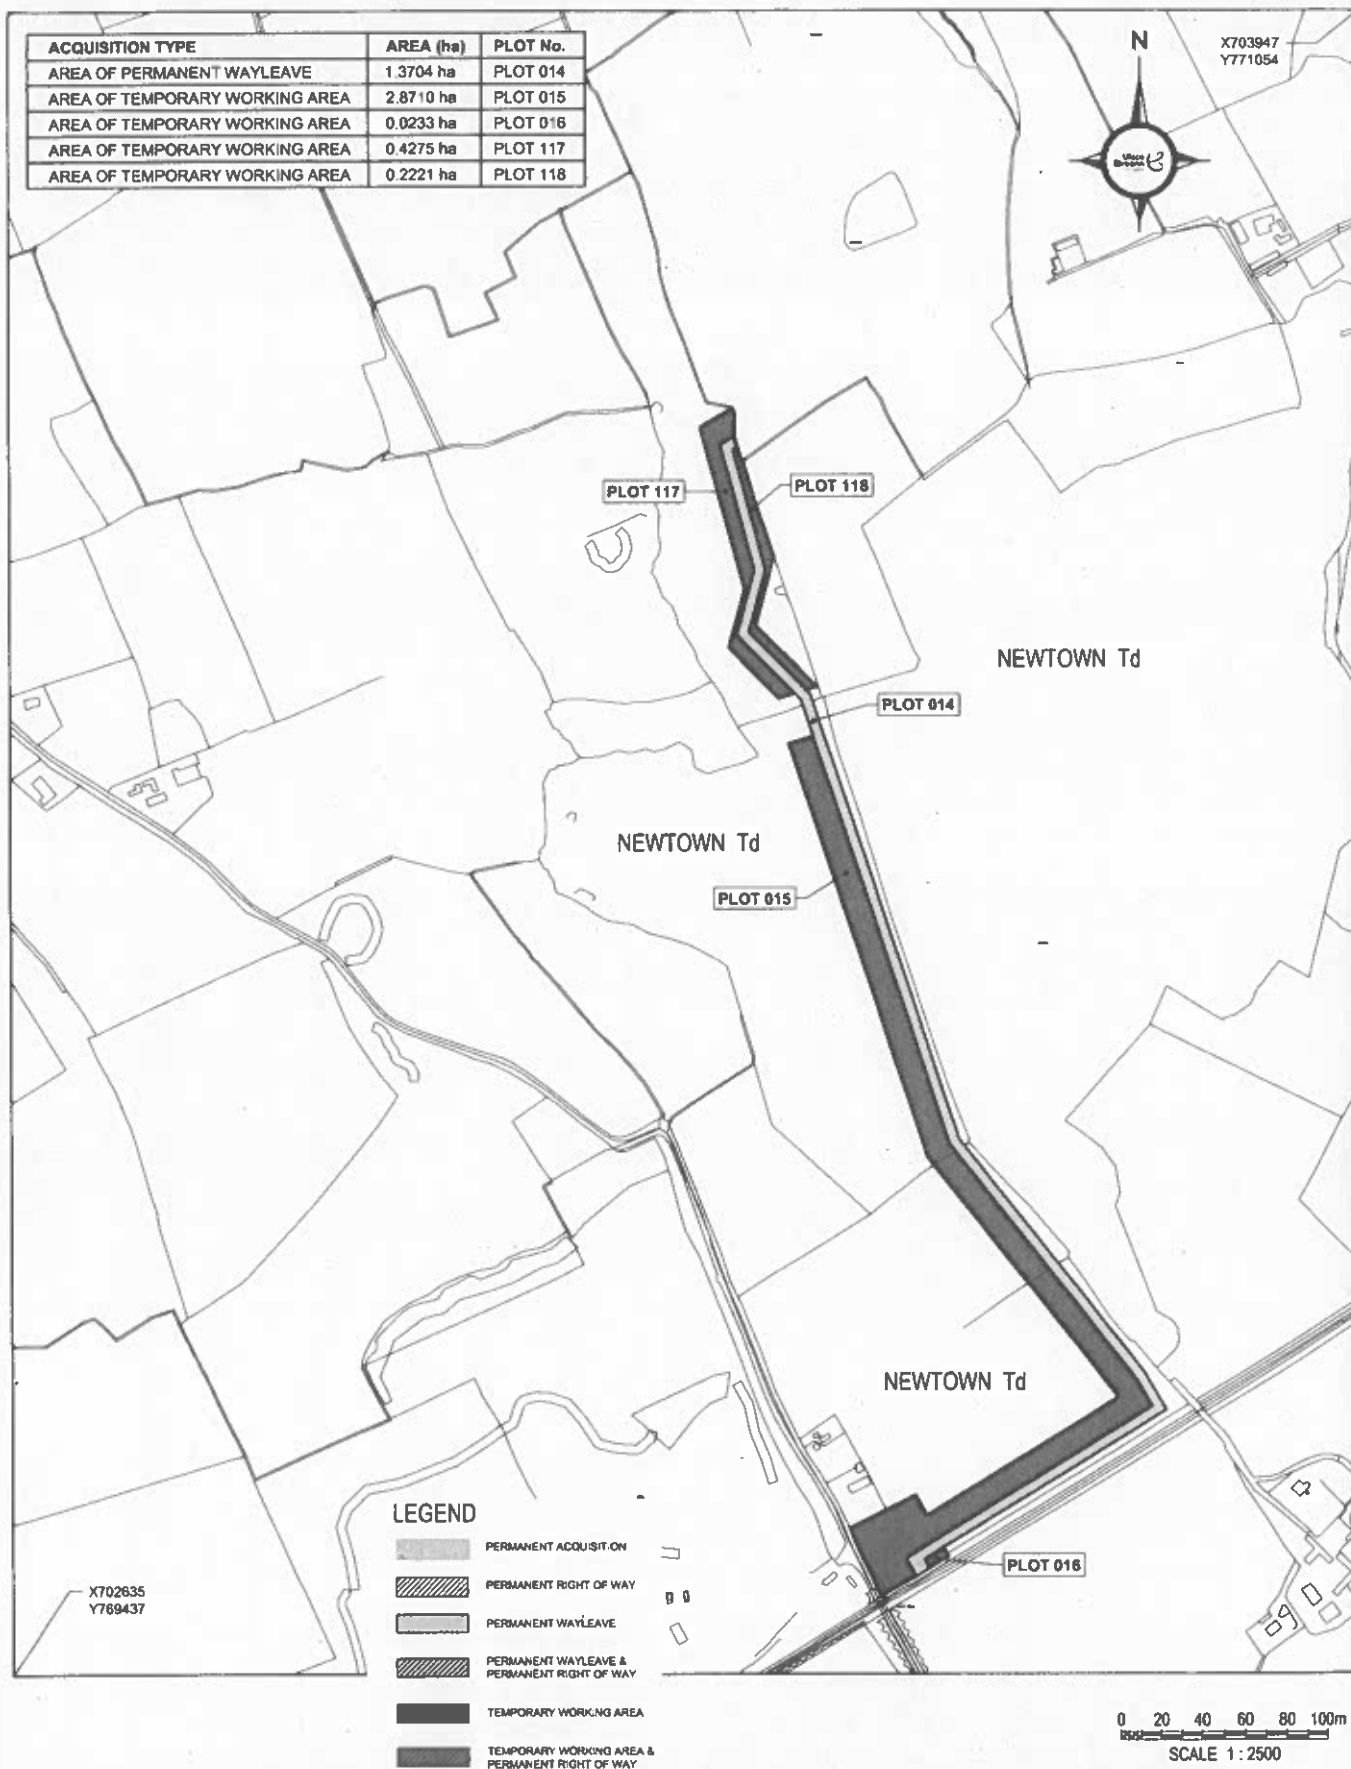 ACQUISITION TYPE AREA (ha) PLOT No.
AREA OF PERMANENT WAYLEAVE 1.3704 ha PLOT 014
AREA OF TEMPORARY WORKING AREA 2.8710 ha PLOT 015
AREA OF TEMPORARY WORKING AREA 0.0233 ha PLOT 016
AREA OF TEMPORARY WORKING AREA 0.4275 ha PLOT 117
AREA OF TEMPORARY WORKING AREA 0.2221 ha PLOT 118
N
X703947
Y771054
PLOT 117
PLOT 118
NEWTOWN Td
PLOT 014
NEWTOWN Td
PLOT 015
NEWTOWN Td
PLOT 016
X702635
Y769437
LEGEND
PERMANENT ACQUISITION
PERMANENT RIGHT OF WAY
PERMANENT WAYLEAVE
PERMANENT WAYLEAVE &
PERMANENT RIGHT OF WAY
TEMPORARY WORKING AREA
TEMPORARY WORKING AREA &
PERMANENT RIGHT OF WAY
0 20 40 60 80 100m
SCALE 1 : 2500